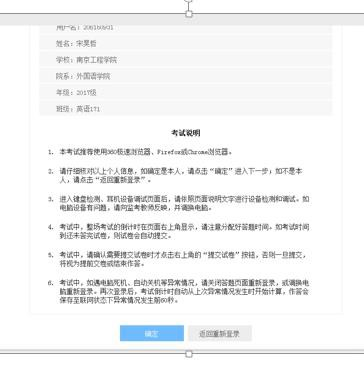 用户名：206160901
姓名：宋昊哲
学校：南京工程学院
院系：外国语学院
年级：2017级
班级：英语171
考试说明
1. 本考试推荐使用360极速浏览器、Firefox或Chrome浏览器。
2. 请仔细核对以上个人信息，如确定是本人，请点击“确定”进入下一步；如不是本
人，请点击“返回重新登录”。
3. 进入键盘检测、耳机设备调试页面后，请依照页面说明文字进行设备检测和调试。如
电脑设备有问题，请向监考教师反映，并调换电脑。
4. 考试中，整场考试的倒计时在页面右上角显示，请注意分配好答题时间。如考试时间
到还未答完试卷，则试卷会自动提交。
5. 考试中，请确认需要提交试卷时才点击右上角的“提交试卷”按钮，否则一旦提交，
将视为提前交卷或结束作答。
6. 考试中，如遇电脑死机、自动关机等异常情况，请关闭答题页面重新登录，或调换电
脑重新登录。再次登录后，考试倒计时自动从上次异常情况发生时开始计算，作答会
保存至联网状态下异常情况发生前60秒。
确定
返回重新登录